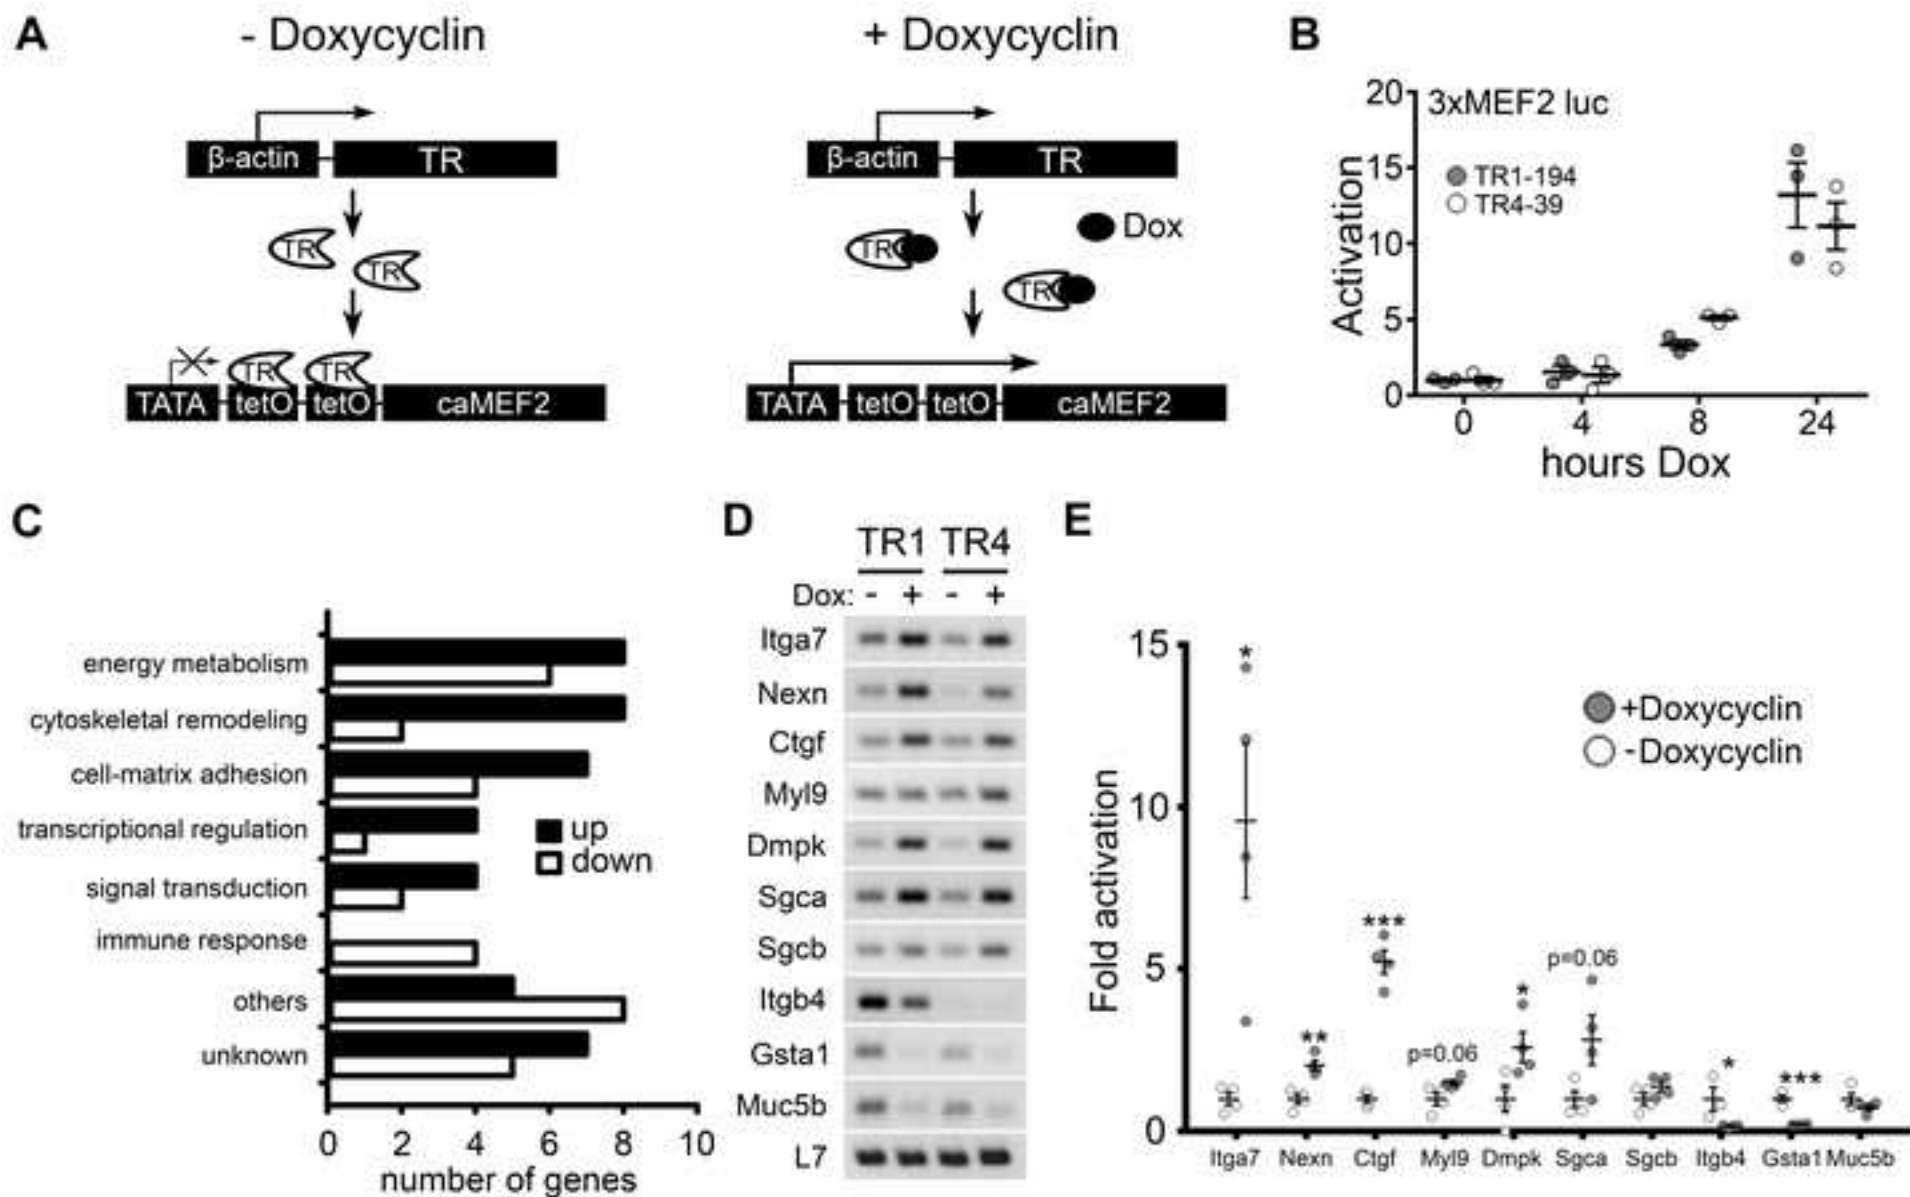 A
- Doxycyclin
+ Doxycyclin
β-actin
TR
TR
TR
TATA
TR
TR
tetO
tetO
caMEF2
β-actin
TR
Dox
TR
TR
TATA
tetO
tetO
caMEF2
B
3xMEF2 luc
TR1-194
TR4-39
Activation
20
15
10
5
0
0 4 8 24
hours Dox
C
energy metabolism
cytoskeletal remodeling
cell-matrix adhesion
transcriptional regulation
signal transduction
immune response
others
unknown
up
down
0 2 4 6 8 10
number of genes
D
TR1 TR4
Dox: - + - +
Itga7
Nexn
Ctgf
Myl9
Dmpk
Sgca
Sgcb
Itgb4
Gsta1
Muc5b
L7
E
+Doxycyclin
-Doxycyclin
Fold activation
15
10
5
0
*
**
***
p=0.06
*
p=0.06
*
***
Itga7 Nexn Ctgf Myl9 Dmpk Sgca Sgcb Itgb4 Gsta1 Muc5b